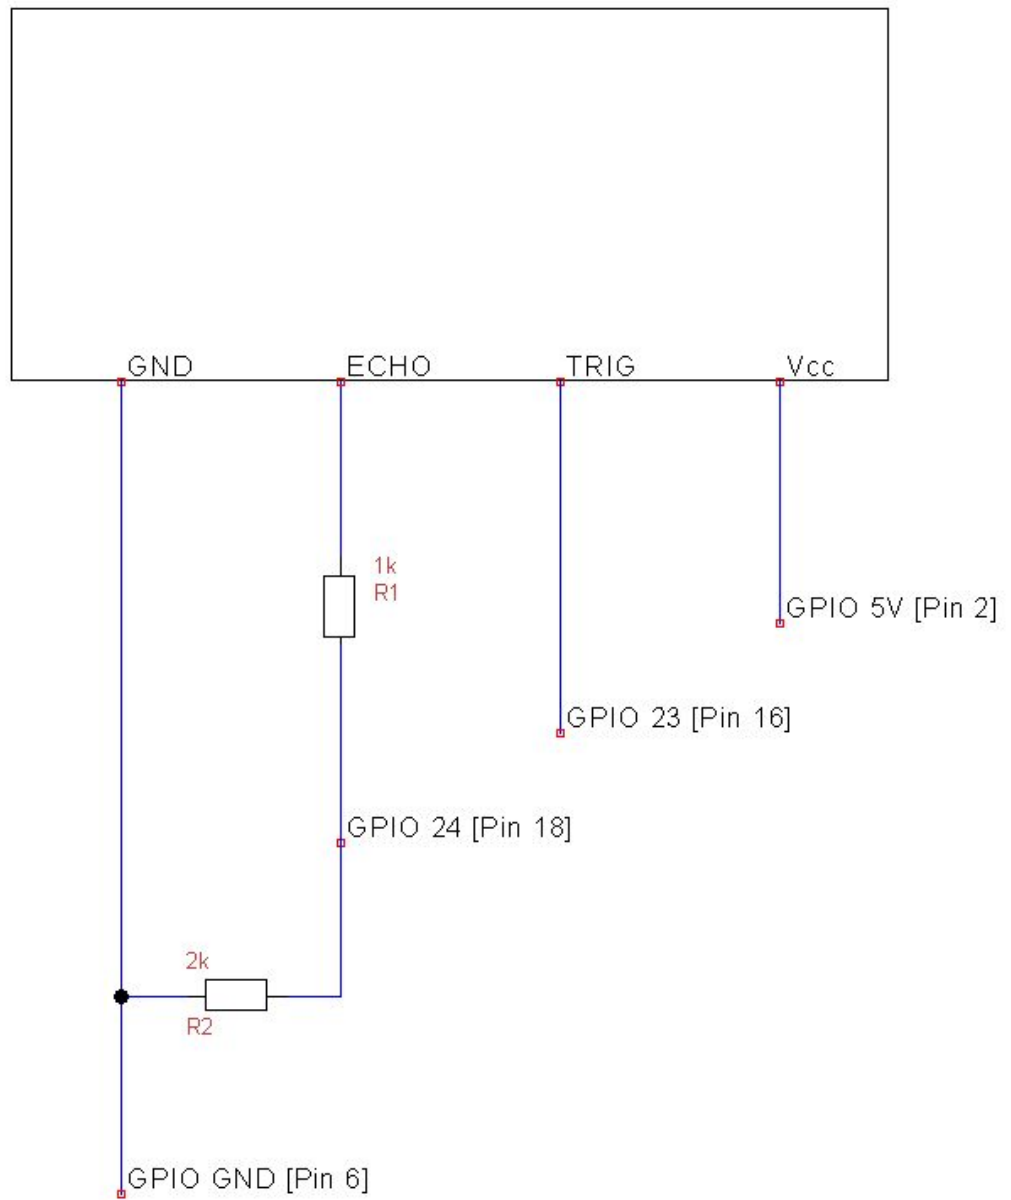 GND
ECHO
TRIG
Vcc
1k
R1
GPIO 5V [Pin 2]
GPIO 23 [Pin 16]
GPIO 24 [Pin 18]
2k
R2
GPIO GND [Pin 6]